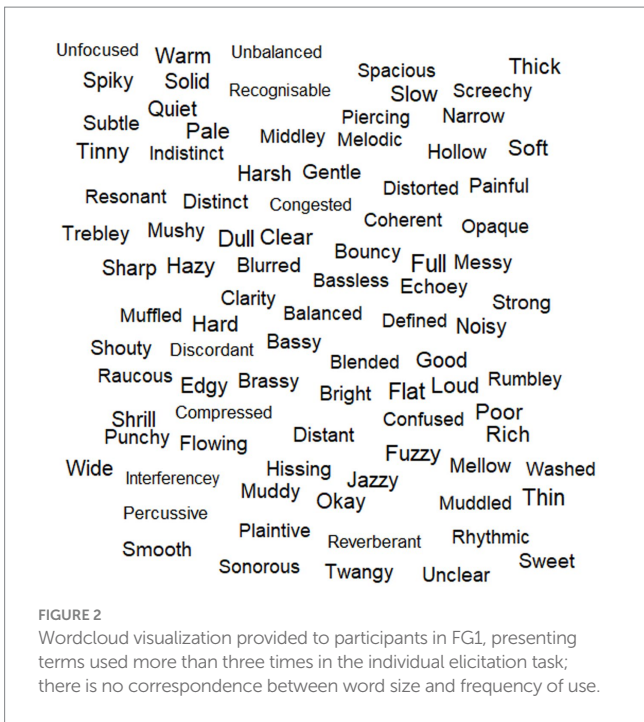 Unfocused Warm Unbalanced
Spacious Thick
Spiky Solid Recognisable Slow Screechy
Quiet Piercing Narrow
Subtle Pale Middley Melodic
Tinny Indistinct Hollow Soft
Harsh Gentle
Resonant Distinct Congested Distorted Painful
Coherent Opaque
Trebley Mushy Dull Clear
Bouncy Full Messy
Sharp Hazy Blurred Bassless Echoey
Clarity Strong
Muffled Hard Balanced Defined Noisy
Shouty Discordant Bassy
Blended Good
Raucous Edgy Brassy Bright Flat Loud Rumbley
Shrill Compressed Confused Poor
Punchy Flowing Distant Rich
Fuzzy
Wide Interferencey Hissing Jazzy Mellow Washed
Muddy Okay Muddled Thin
Percussive
Plaintive Reverberant Rhythmic
Smooth
Sonorous Twangy Unclear Sweet
FIGURE 2
Wordcloud visualization provided to participants in FG1, presenting
terms used more than three times in the individual elicitation task;
there is no correspondence between word size and frequency of use.